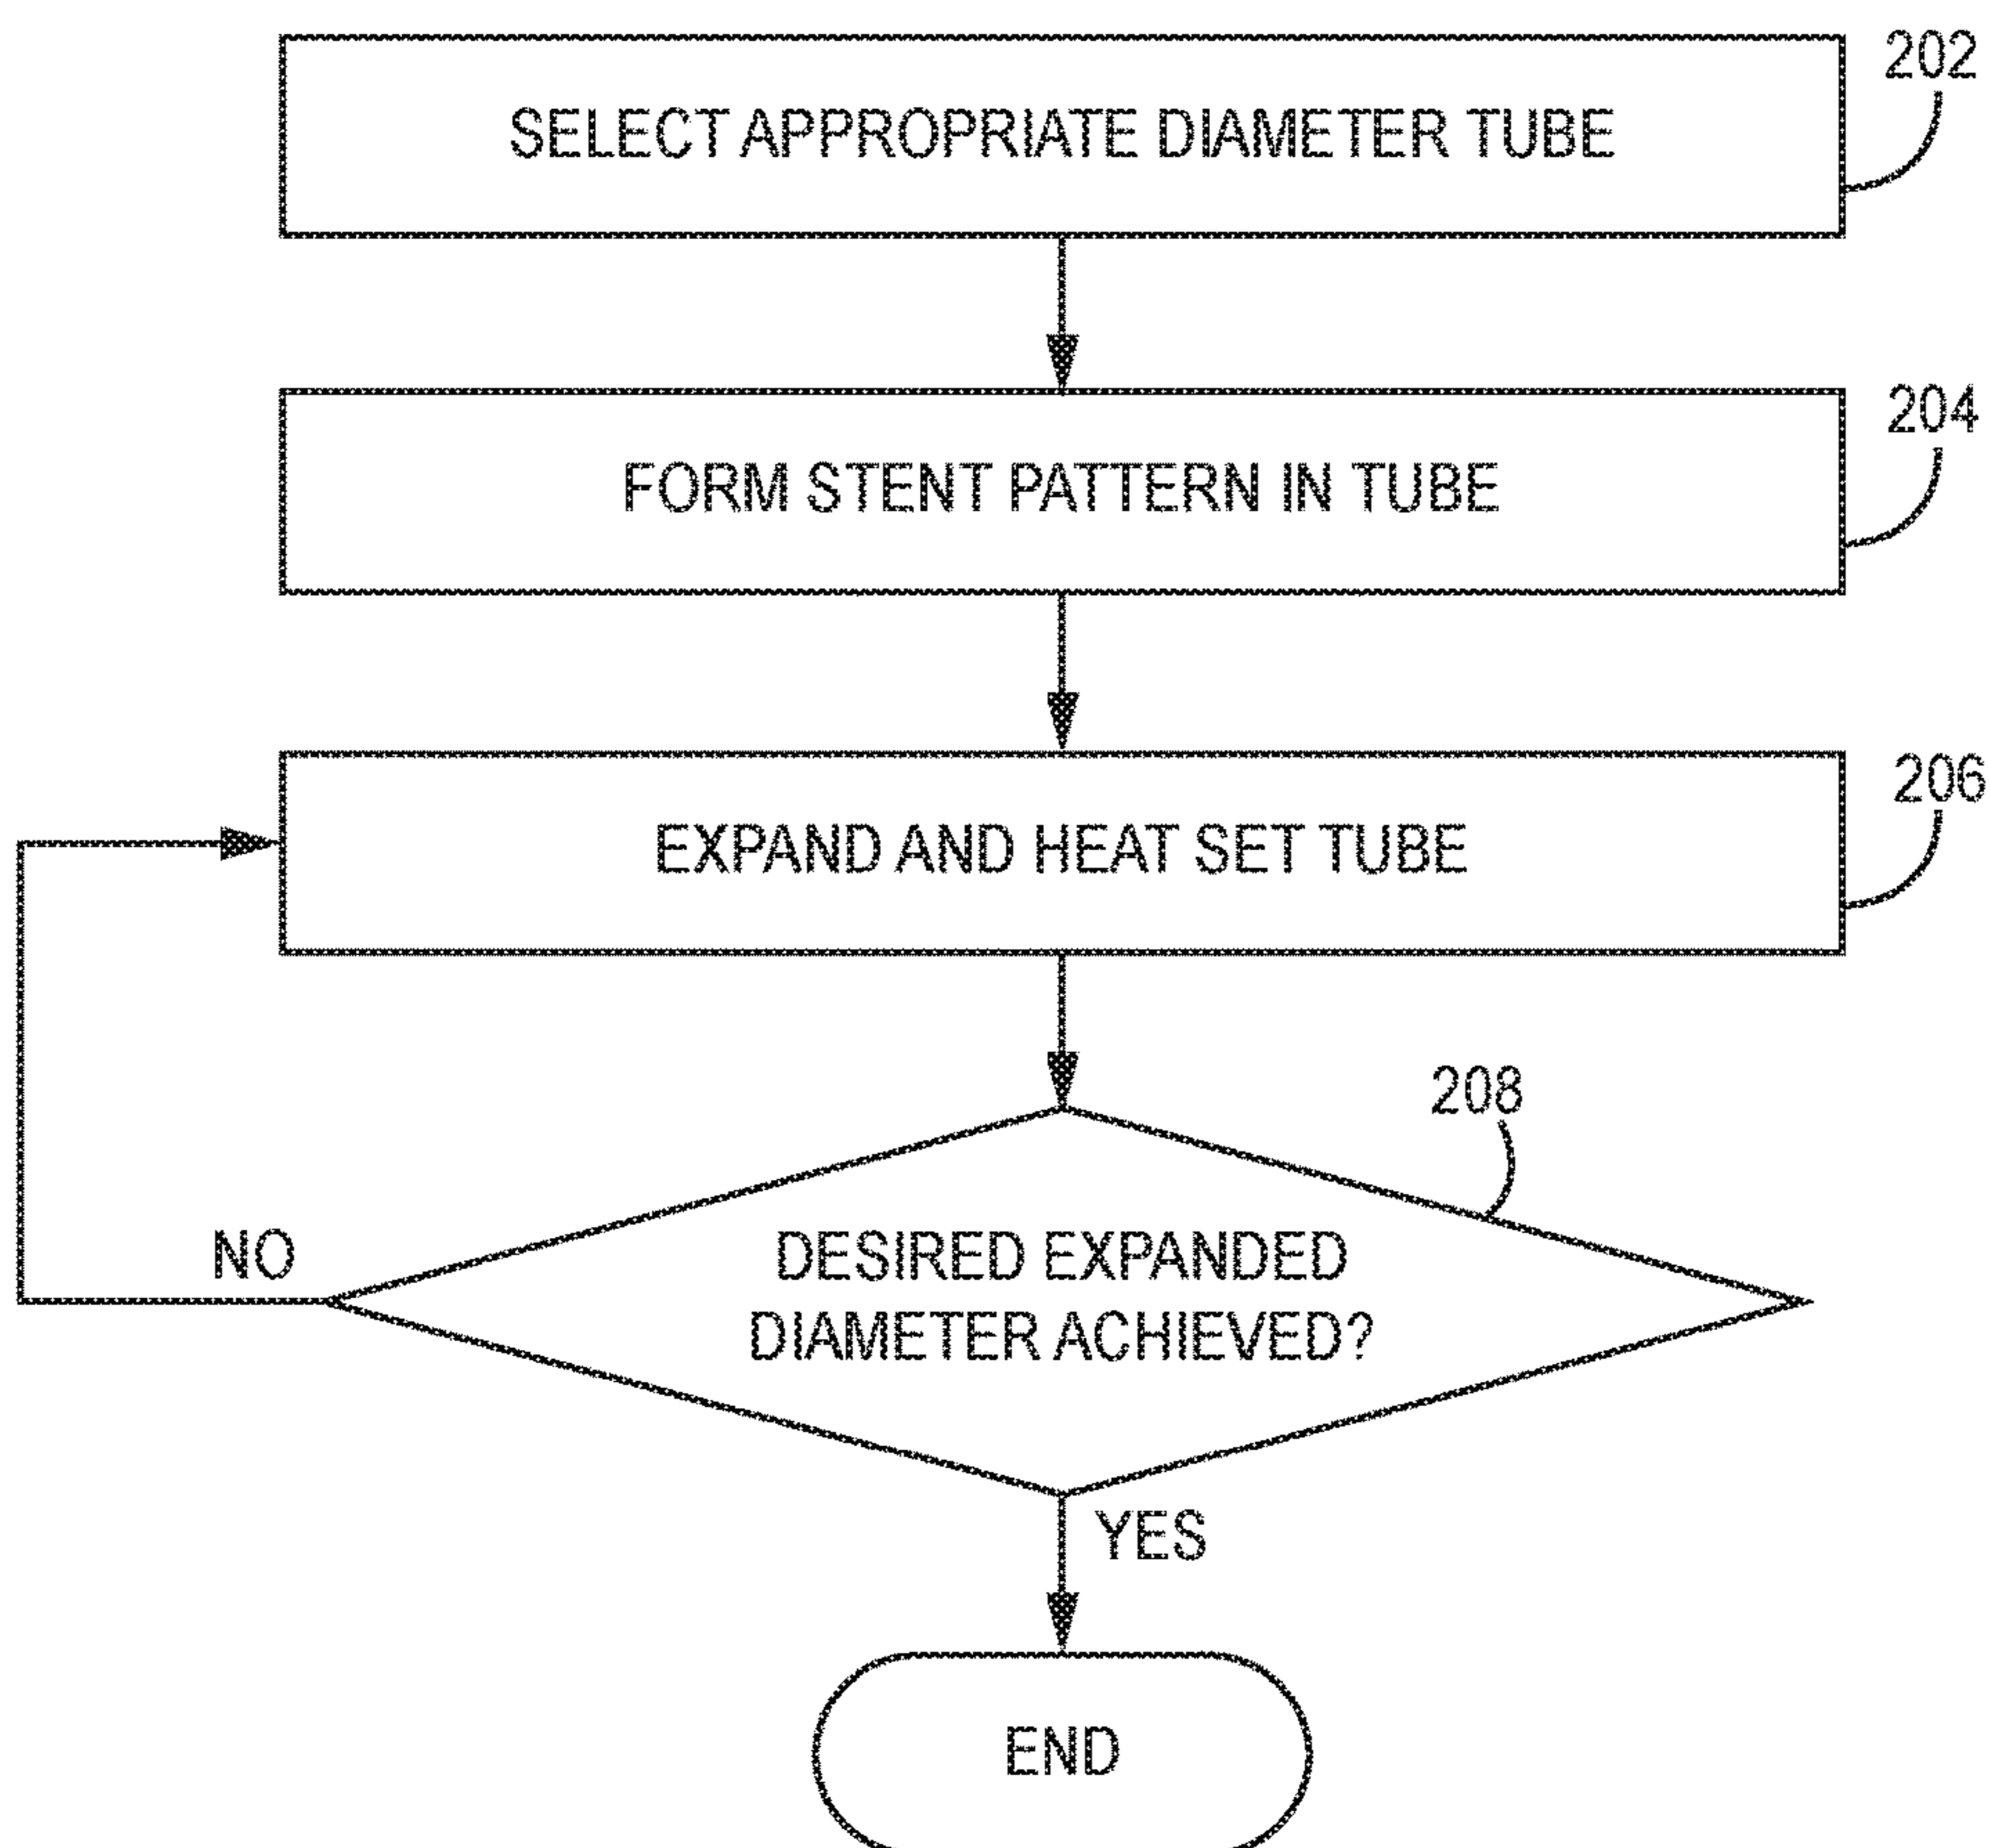 202
SELECT APPROPRIATE DIAMETER TUBE
204
FORM STENT PATTERN IN TUBE
206
EXPAND AND HEAT SET TUBE
208
NO
DESIRED EXPANDED
DIAMETER ACHIEVED?
YES
END